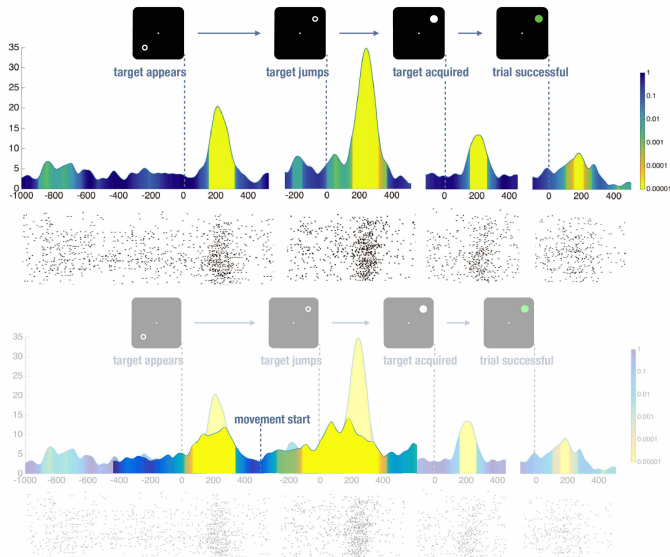 target appears
target jumps
target acquired
trial successful
35
30
25
20
15
10
5
0
1
0.1
0.01
0.001
0.0001
0.00001
-1000 -800 -600 -400 -200 0 200 400
-200 0 200 400
0 200 400
0 200 400
target appears
target jumps
target acquired
trial successful
35
30
25
20
15
10
5
0
movement start
1
0.1
0.01
0.001
0.0001
0.00001
-1000 -800 -600 -400 -200 0 200 400
-200 0 200 400
0 200 400
0 200 400